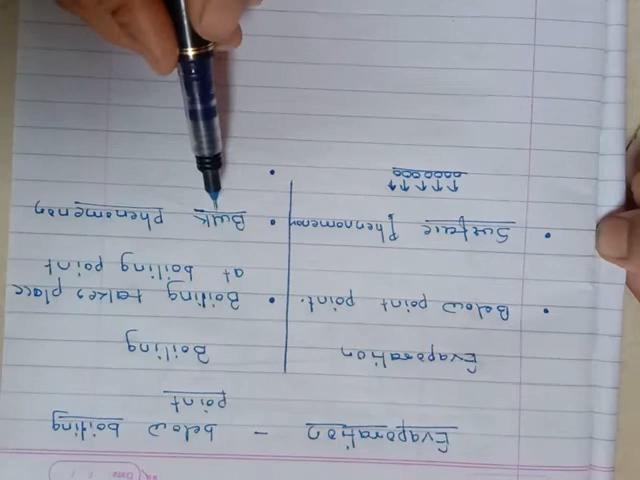 Date
Evaporation - below boiling
point
Evaporation
Boiling
• Below point point.
• Boiling takes place
at boiling point
• Surface Phenomenon
• Bulk phenomenon